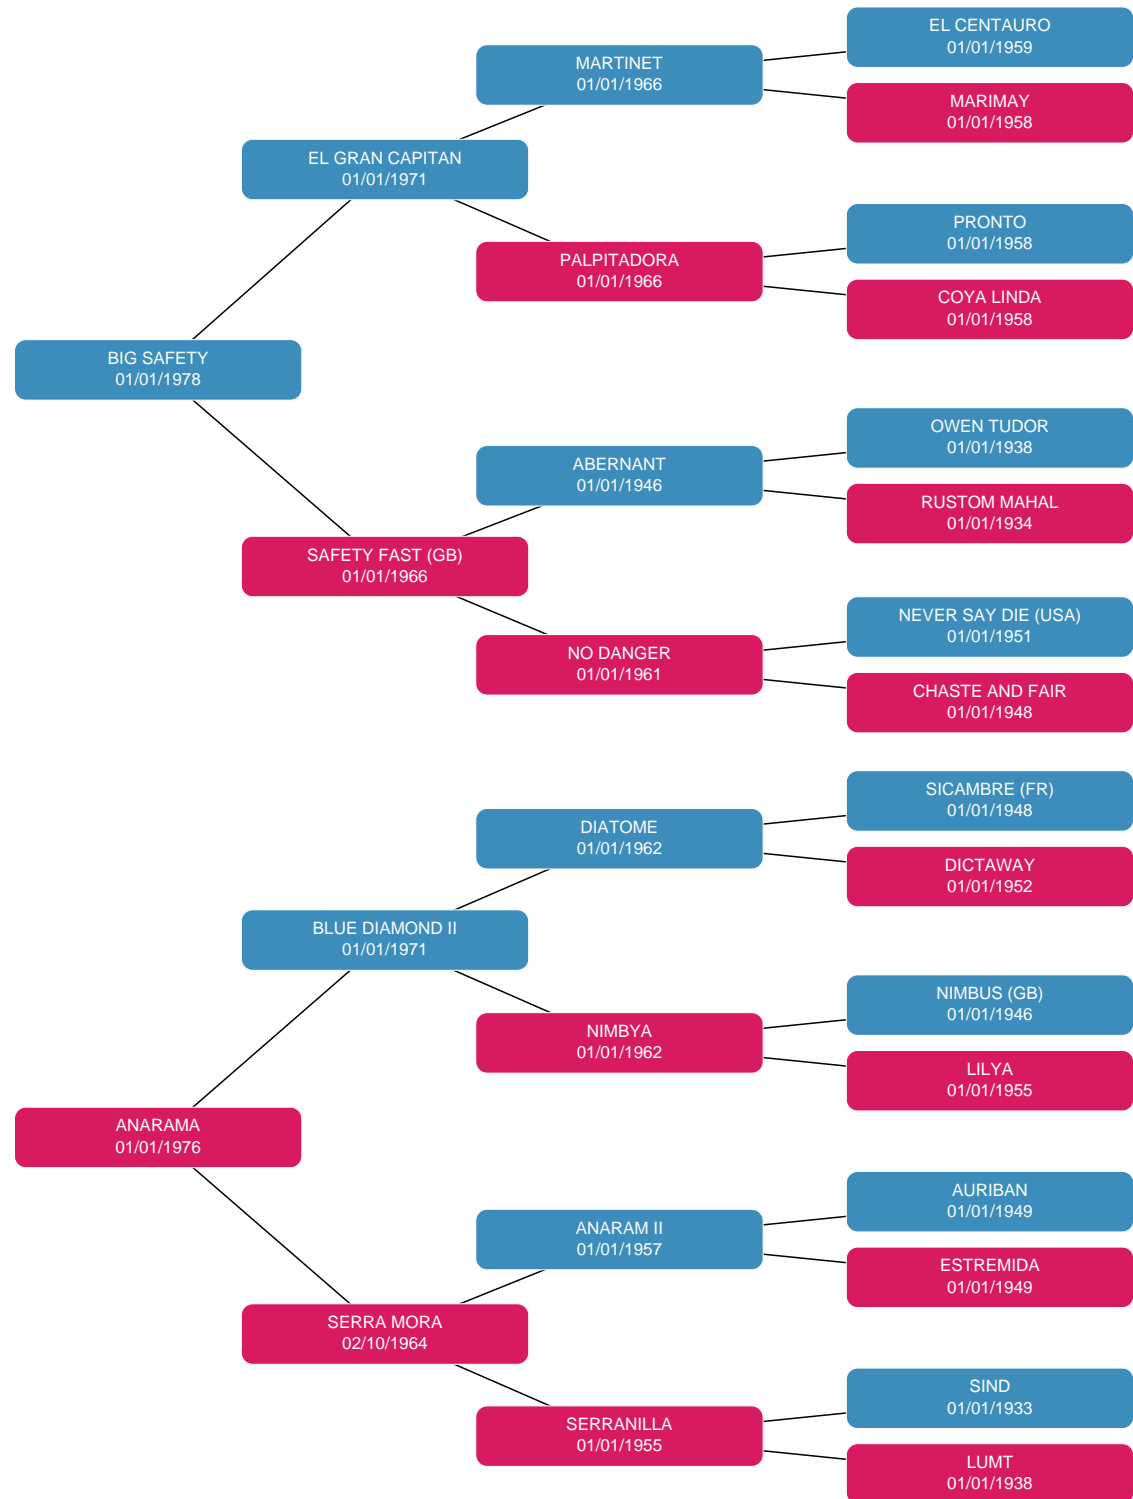 EL CENTAURO
01/01/1959
MARTINET
01/01/1966
MARIMAY
01/01/1958
EL GRAN CAPITAN
01/01/1971
PRONTO
01/01/1958
PALPITADORA
01/01/1966
COYA LINDA
01/01/1958
BIG SAFETY
01/01/1978
OWEN TUDOR
01/01/1938
ABERNANT
01/01/1946
RUSTOM MAHAL
01/01/1934
SAFETY FAST (GB)
01/01/1966
NEVER SAY DIE (USA)
01/01/1951
NO DANGER
01/01/1961
CHASTE AND FAIR
01/01/1948
SICAMBRE (FR)
01/01/1948
DIATOME
01/01/1962
DICTAWAY
01/01/1952
BLUE DIAMOND II
01/01/1971
NIMBUS (GB)
01/01/1946
NIMBYA
01/01/1962
LILYA
01/01/1955
ANARAMA
01/01/1976
AURIBAN
01/01/1949
ANARAM II
01/01/1957
ESTREMIDA
01/01/1949
SERRA MORA
02/10/1964
SIND
01/01/1933
SERRANILLA
01/01/1955
LUMT
01/01/1938